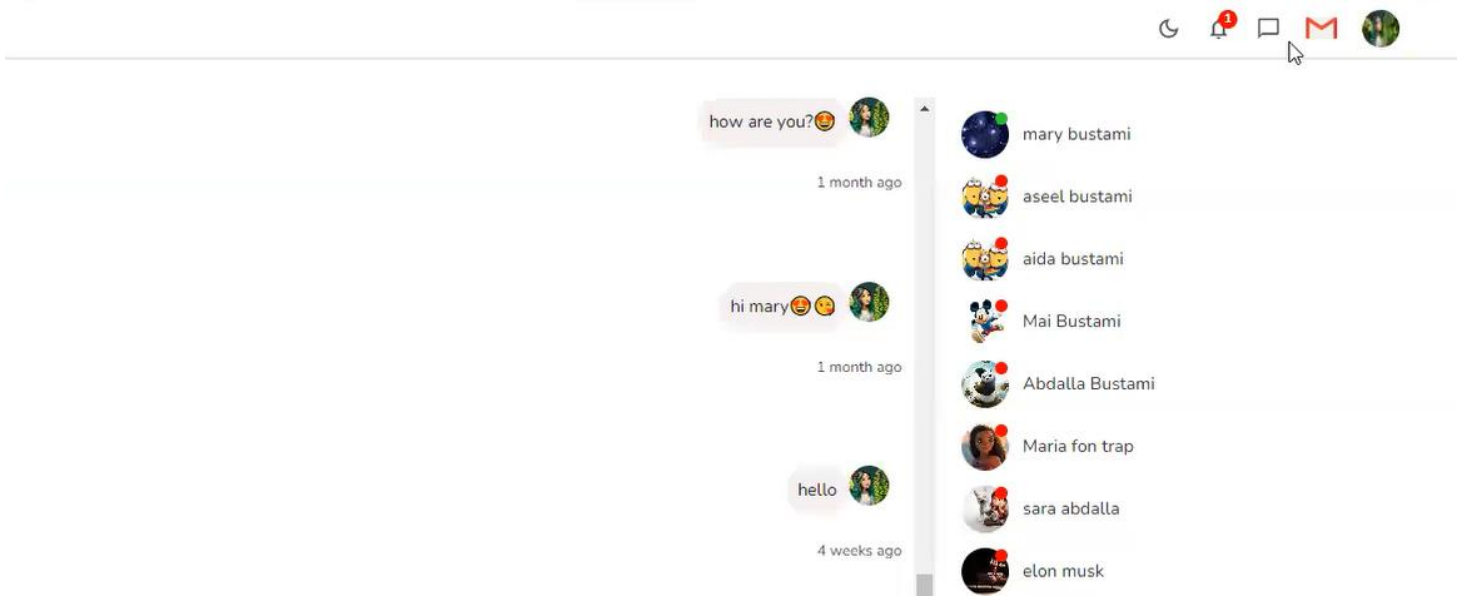 1
how are you?😍
1 month ago
hi mary😍😘
1 month ago
hello
4 weeks ago
mary bustami
aseel bustami
aida bustami
Mai Bustami
Abdalla Bustami
Maria fon trap
sara abdalla
elon musk